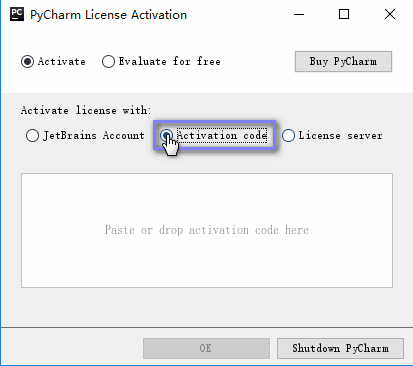 PC PyCharm License Activation
Activate Evaluate for free Buy PyCharm
Activate license with:
JetBrains Account Activation code License server
Paste or drop activation code here
OK Shutdown PyCharm